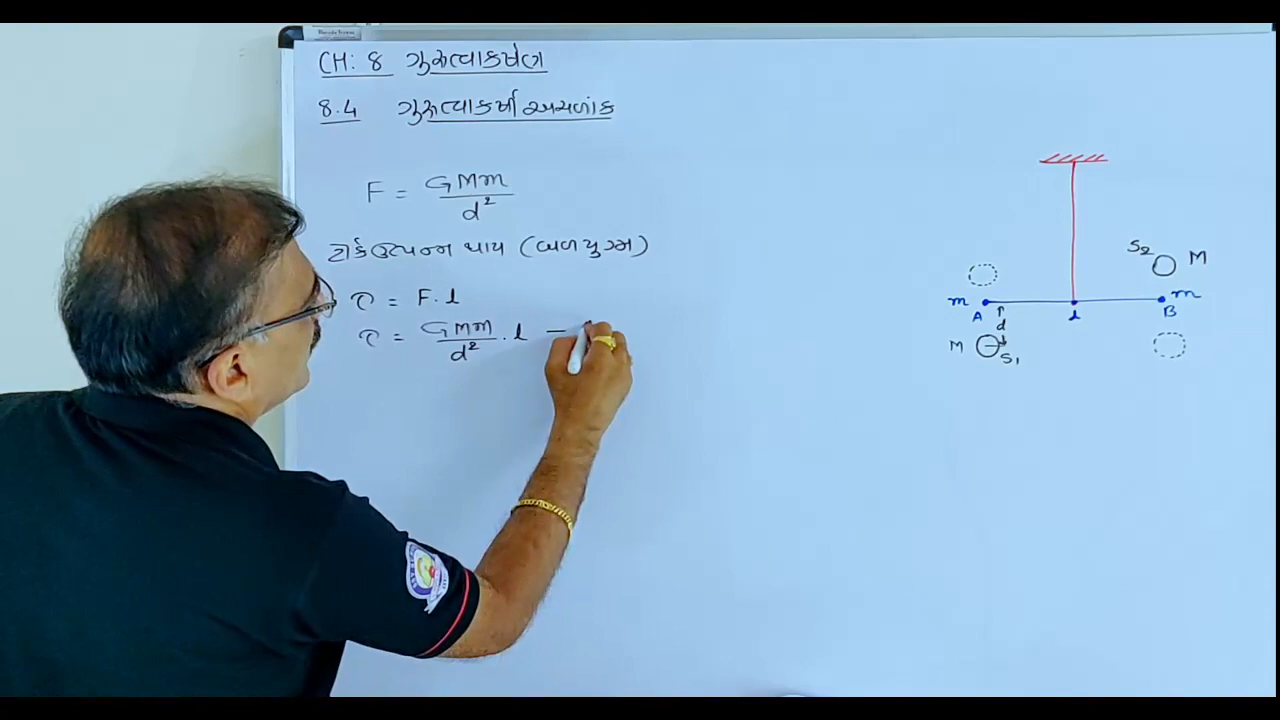 CH: 8 ગુરુત્વાકર્ષણ
8.4 ગુરુત્વાકર્ષી અચળાંક
F = GMm/d²
ટોર્ક ઉત્પન્ન થાય (બળયુગ્મ)
τ = F. l
τ = GMm/d² . l —
S₂ M
m A l B m
d
M S₁